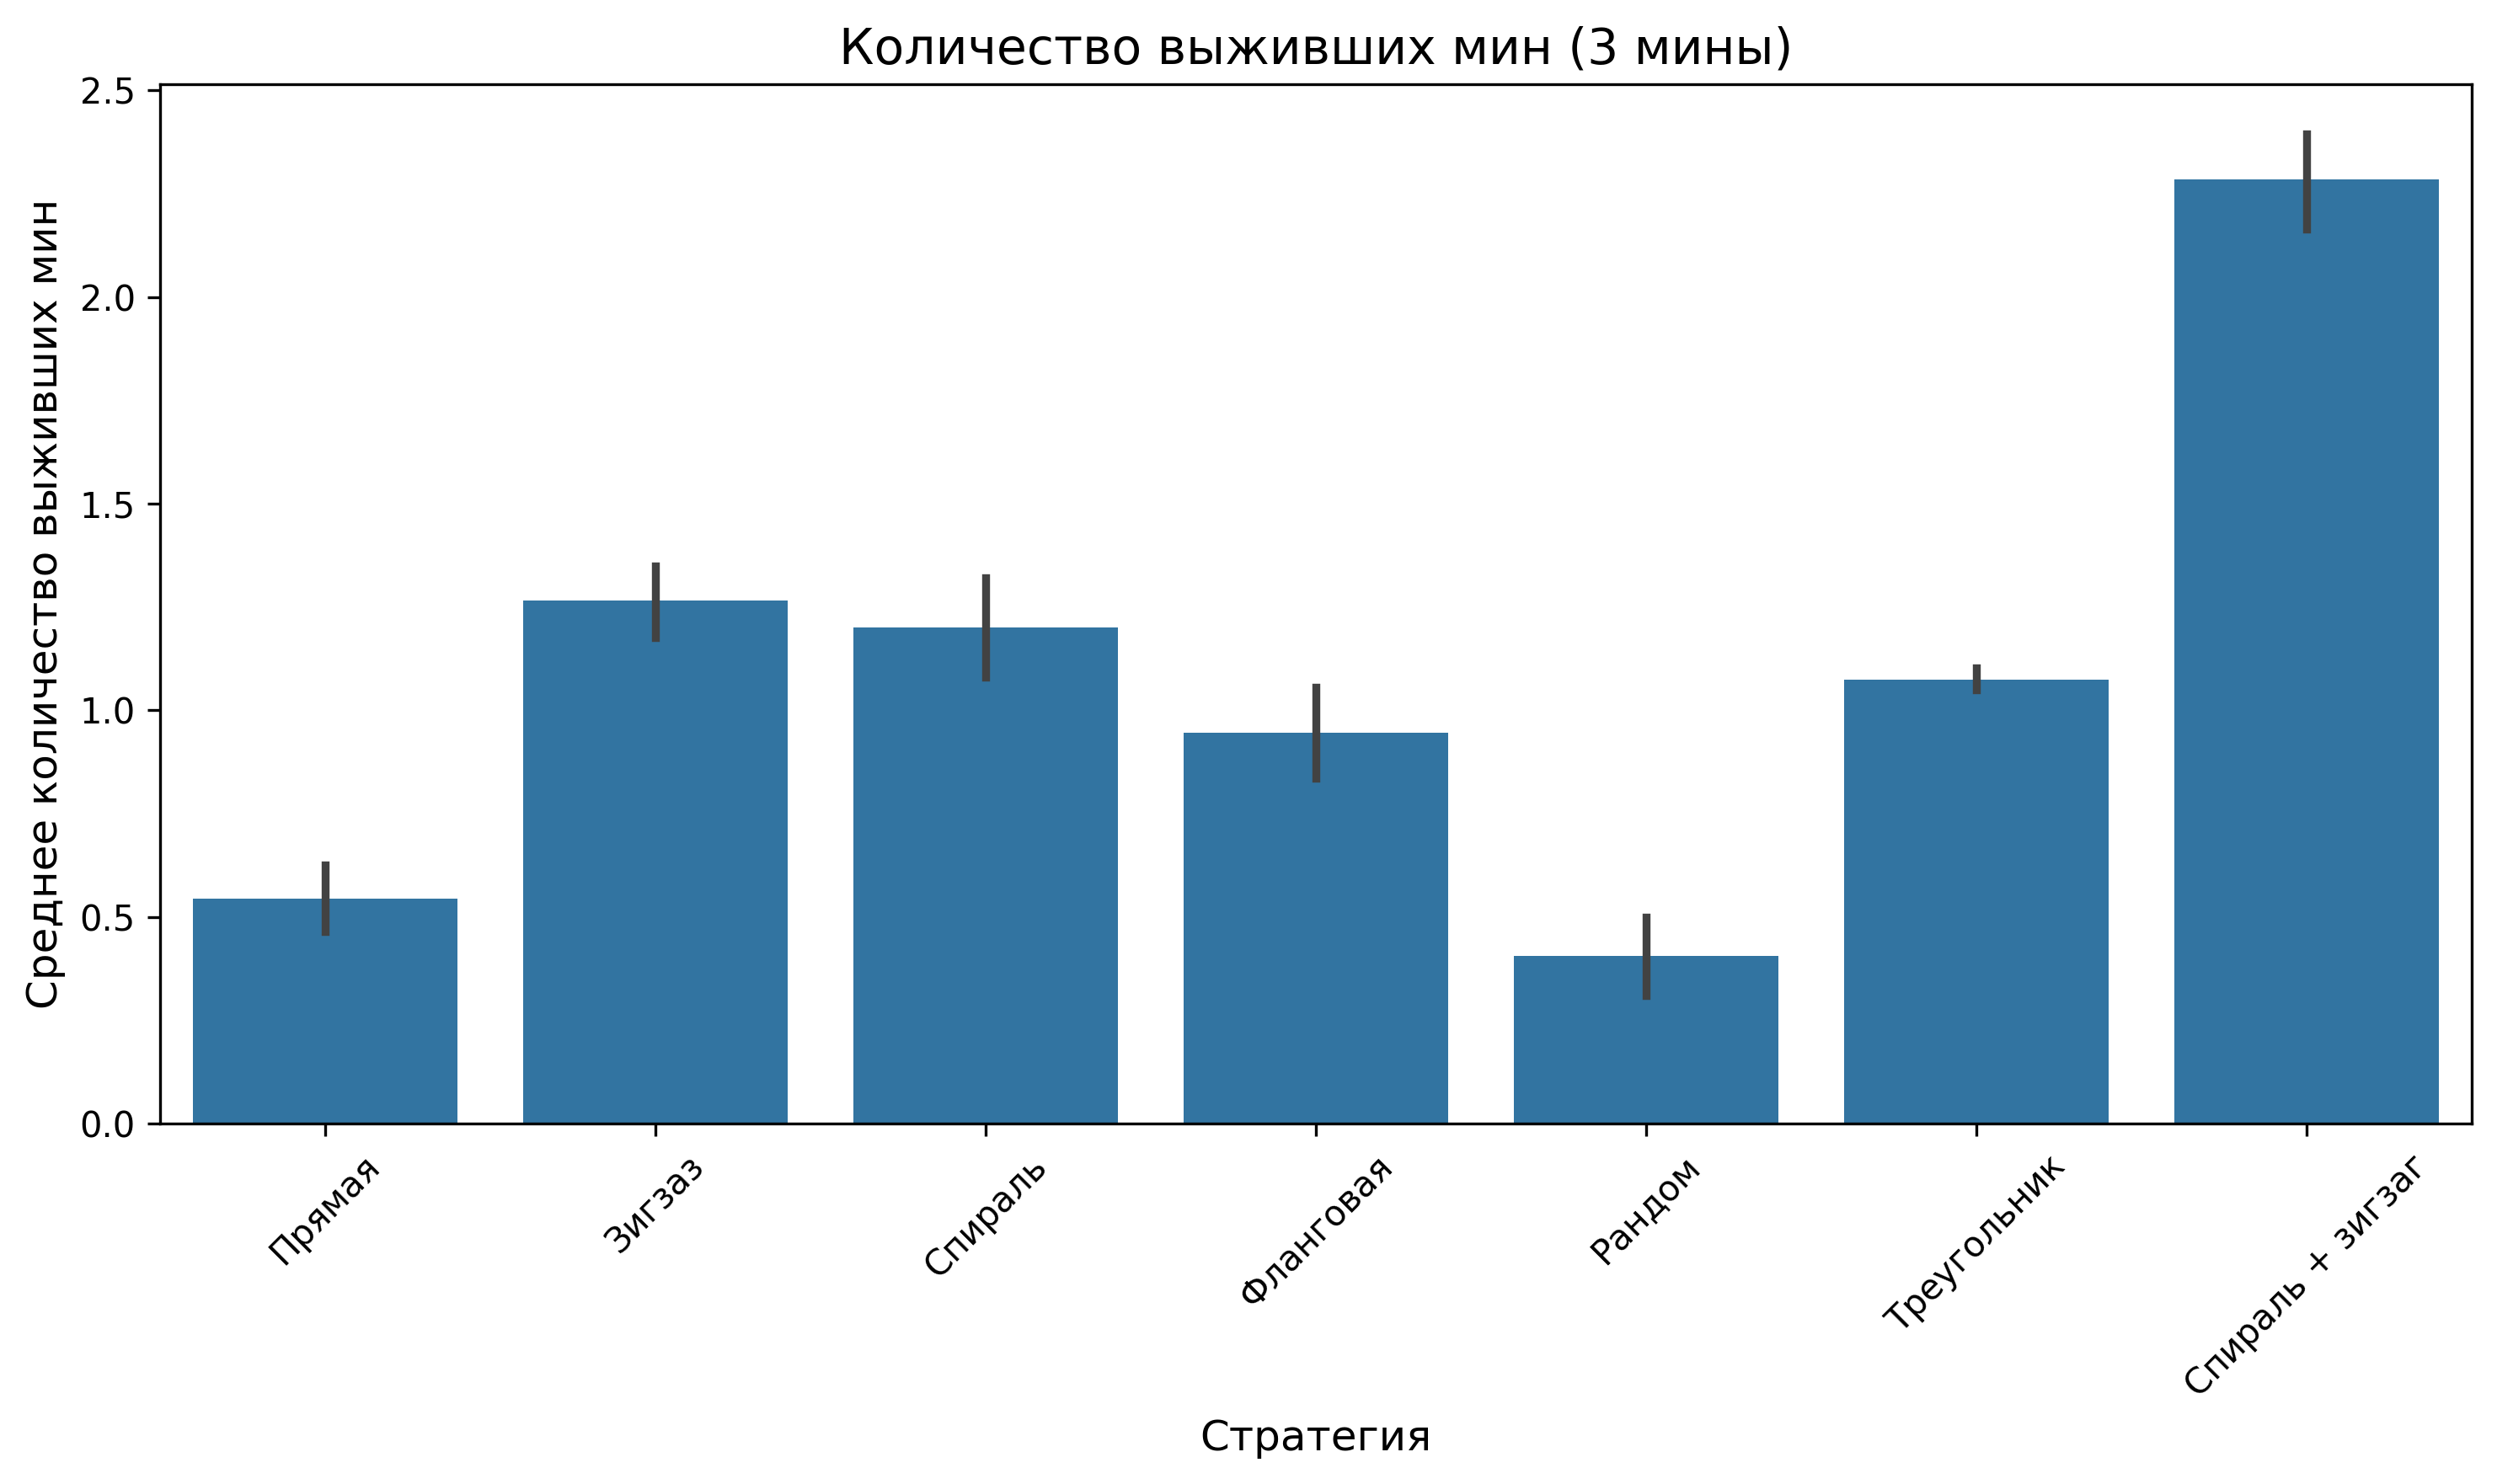 Количество выживших мин (3 мины)
Среднее количество выживших мин
2.5
2.0
1.5
1.0
0.5
0.0
Прямая
Зигзаз
Спираль
Фланговая
Рандом
Треугольник
Спираль + зигзаг
Стратегия